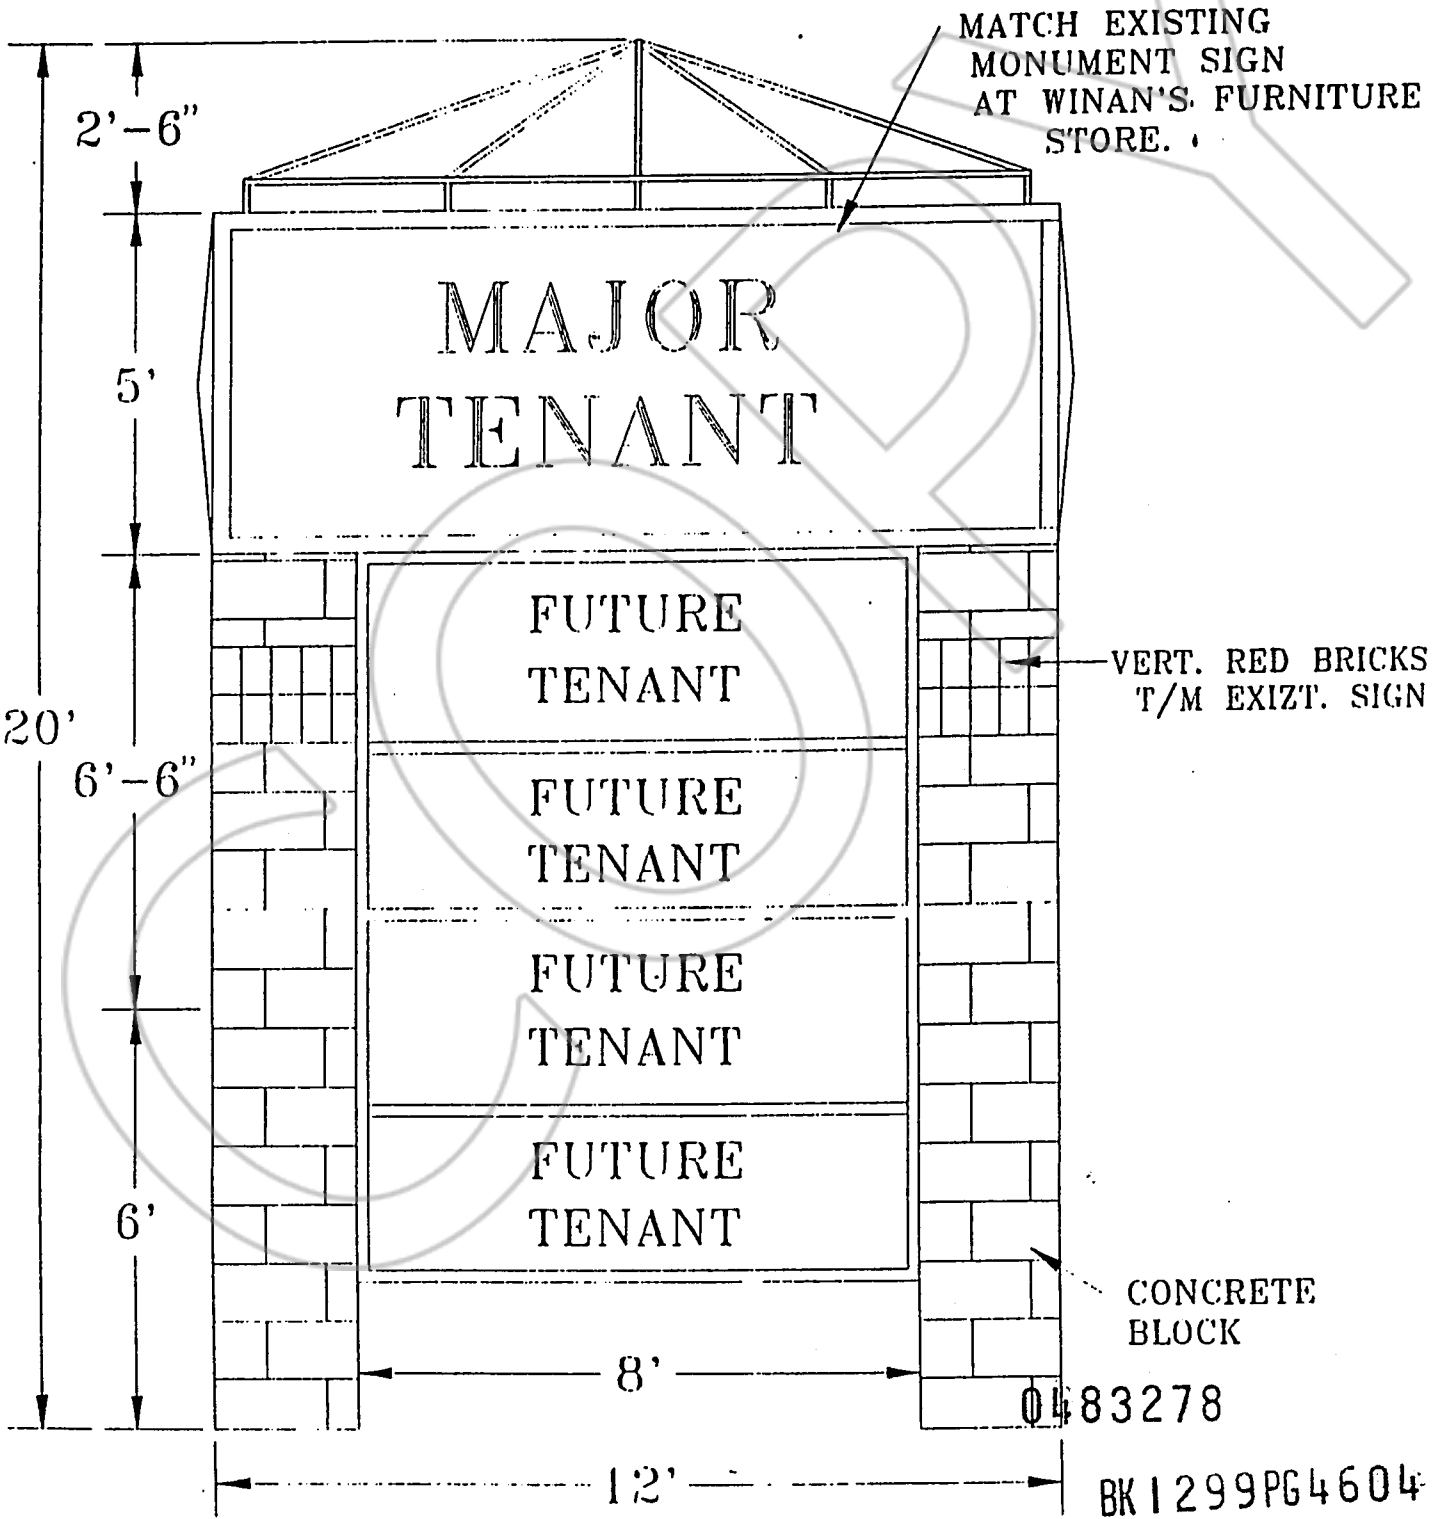 MATCH EXISTING
MONUMENT SIGN
AT WINAN'S FURNITURE
STORE.
2'-6"
MAJOR
TENANT
5'
FUTURE
TENANT
VERT. RED BRICKS
T/M EXIZT. SIGN
20'
6'-6"
FUTURE
TENANT
FUTURE
TENANT
FUTURE
TENANT
6'
CONCRETE
BLOCK
8'
0483278
12'
BK1299PG4604
COPY